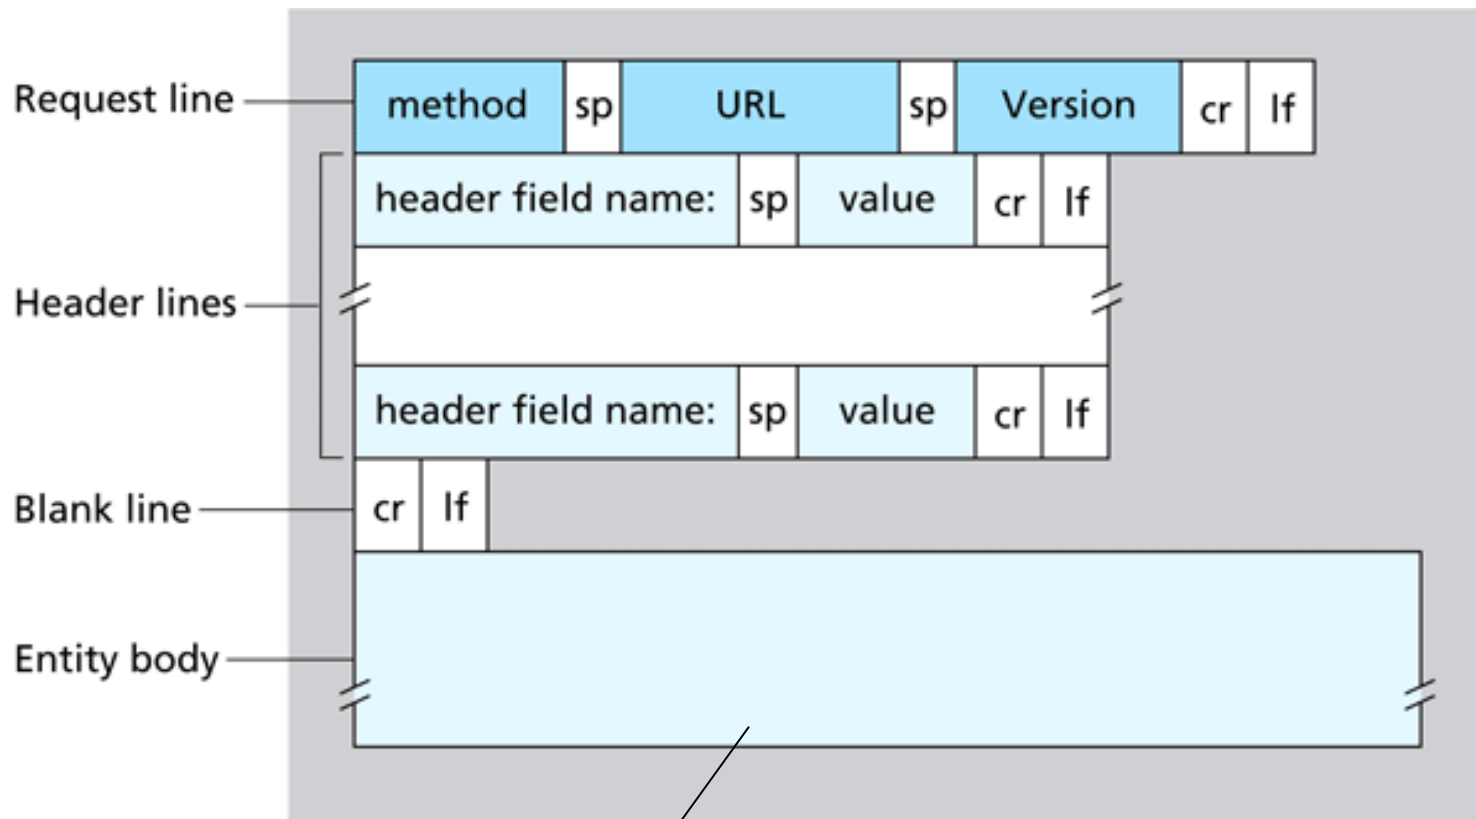 Request line method sp URL sp Version cr lf
header field name: sp value cr lf
Header lines
header field name: sp value cr lf
Blank line cr lf
Entity body